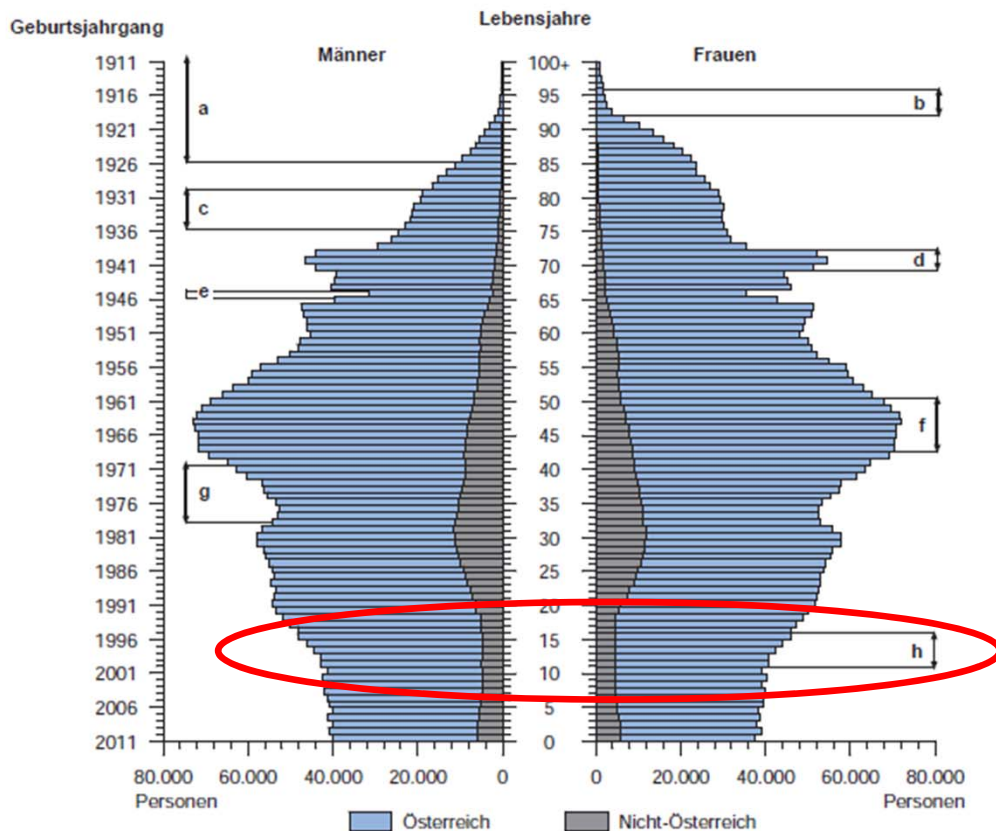 Lebensjahre
Geburtsjahrgang
Männer
Frauen
1911 100+
1916 a 95 b
1921 90
1926 85
1931 c 80
1936 75
1941 70 d
1946 e 65
1951 60
1956 55
1961 50
1966 45 f
1971 40
1976 g 35
1981 30
1986 25
1991 20
1996 15 h
2001 10
2006 5
2011 0
80.000 60.000 40.000 20.000 0 0 20.000 40.000 60.000 80.000
Personen Personen
Österreich Nicht-Österreich